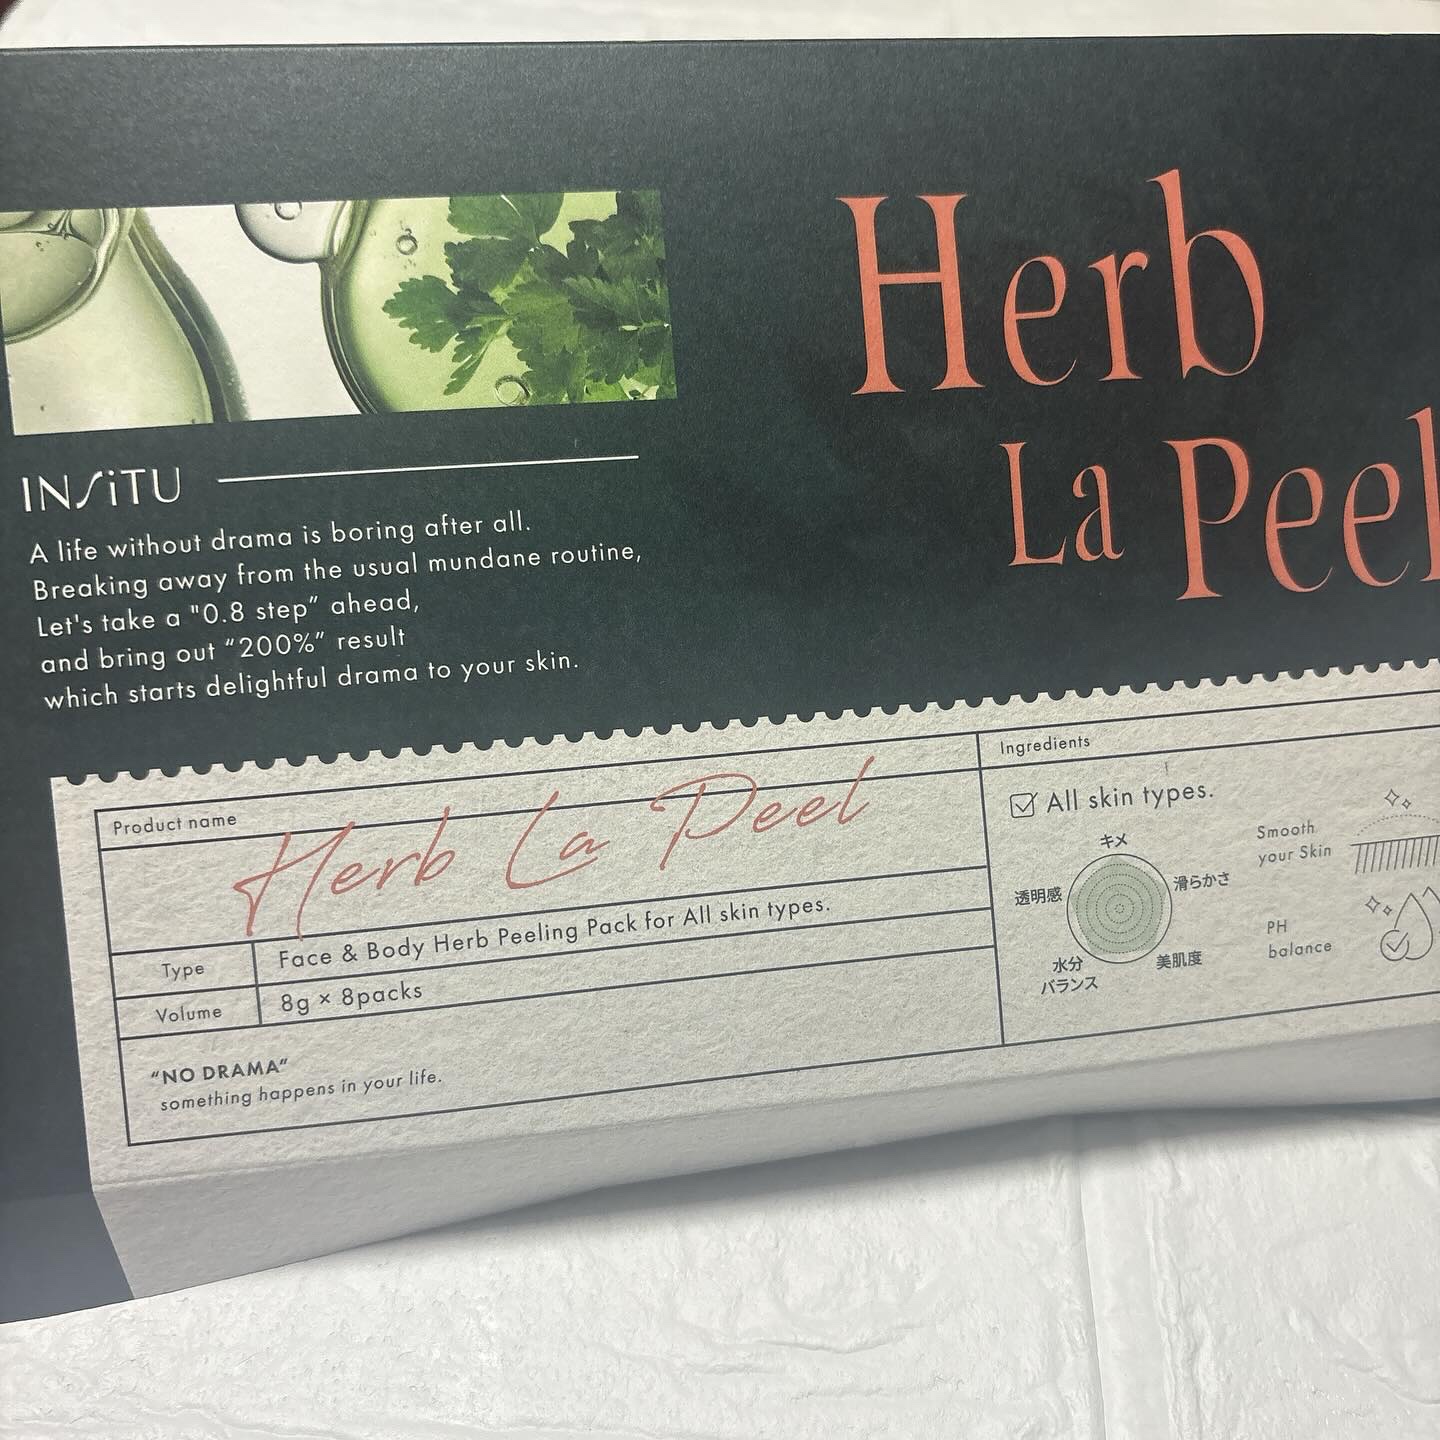 Herb
La Peel
INSiTU
A life without drama is boring after all.
Breaking away from the usual mundane routine,
Let's take a "0.8 step" ahead,
and bring out “200%” result
which starts delightful drama to your skin.
Product name
Herb La Peel
Type
Face & Body Herb Peeling Pack for All skin types.
Volume
8g × 8packs
“NO DRAMA”
something happens in your life.
Ingredients
All skin types.
キメ
透明感
滑らかさ
水分
バランス
美肌度
Smooth
your Skin
PH
balance